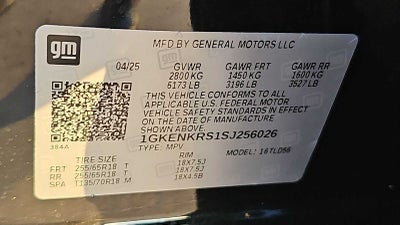 gm
MFD BY GENERAL MOTORS LLC
04/25 GVWR GAWR FRT GAWR RR
2800 KG 1450 KG 1600 KG
6173 LB 3196 LB 3527 LB
THIS VEHICLE CONFORMS TO ALL
APPLICABLE U.S. FEDERAL MOTOR
VEHICLE SAFETY STANDARDS IN EFFECT
ON THE DATE OF MANUFACTURE
SHOWN ABOVE.
1GKENKRS1SJ256026
384A TYPE: MPV MODEL: 1GTLD56
TIRE SIZE RIM
FRT 255/65R18 T 18X7.5J
RR 255/65R18 T 18X7.5J
SPA T135/70R18 M 18X4.5B